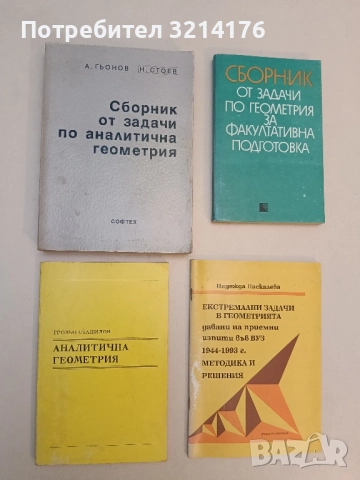 Потребител #3214176
А. ГЬОНОВ Н. СТОЕВ
Сборник
от задачи
по аналитична
геометрия
СОФТЕХ
СБОРНИК
ОТ ЗАДАЧИ
ПО ГЕОМЕТРИЯ
ЗА
ФАКУЛТАТИВНА
ПОДГОТОВКА
ГРОЗЬО СТАНИЛОВ
АНАЛИТИЧНА
ГЕОМЕТРИЯ
Надежда Паскалева
ЕКСТРЕМАЛНИ ЗАДАЧИ
В ГЕОМЕТРИЯТА
давани на приемни
изпити във ВУЗ
1944-1993 г.
МЕТОДИКА И
РЕШЕНИЯ
BAZAR
bg